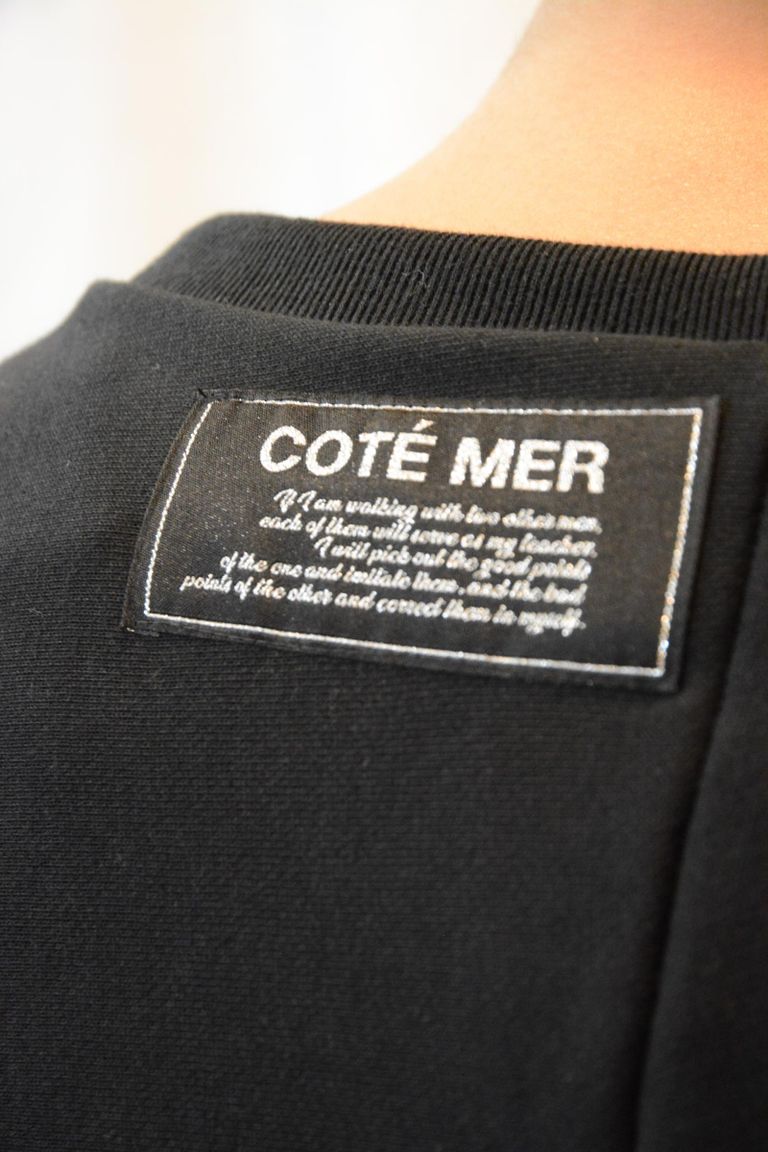 COTÉ MER
If I am walking with two other men,
each of them will serve as my teacher.
I will pick out the good points
of the one and imitate them, and the bad
points of the other and correct them in myself.